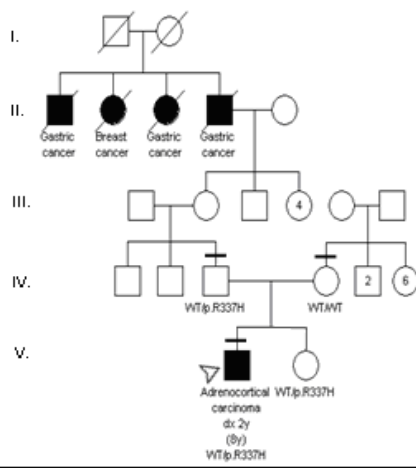 I.
II.
Gastric cancer
Breast cancer
Gastric cancer
Gastric cancer
III.
4
IV.
2
6
WT/p.R337H
WT/WT
V.
Adrenocortical
carcinoma
dx 2y
(8y)
WT/p.R337H
WT/p.R337H